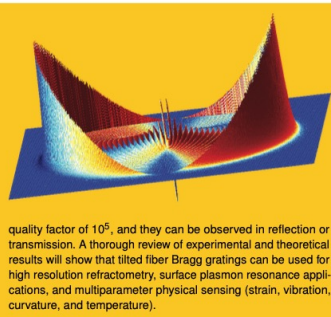 quality factor of 10⁵, and they can be observed in reflection or
transmission. A thorough review of experimental and theoretical
results will show that tilted fiber Bragg gratings can be used for
high resolution refractometry, surface plasmon resonance appli-
cations, and multiparameter physical sensing (strain, vibration,
curvature, and temperature).